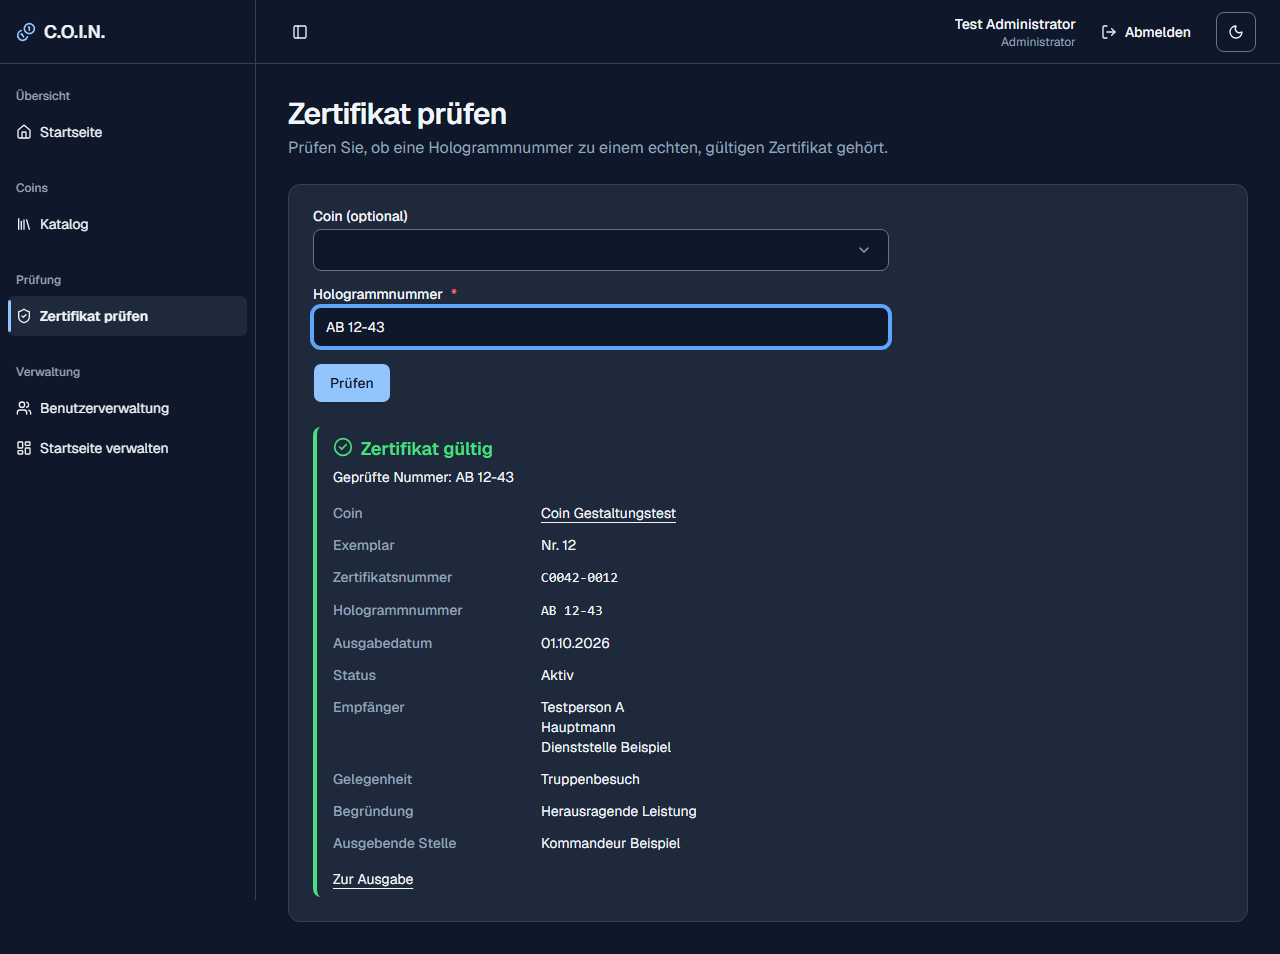 C.O.I.N.
Test Administrator
Administrator
Abmelden
Übersicht
Startseite
Coins
Katalog
Prüfung
Zertifikat prüfen
Verwaltung
Benutzerverwaltung
Startseite verwalten
Zertifikat prüfen
Prüfen Sie, ob eine Hologrammnummer zu einem echten, gültigen Zertifikat gehört.
Coin (optional)
Hologrammnummer *
AB 12-43
Prüfen
Zertifikat gültig
Geprüfte Nummer: AB 12-43
Coin Coin Gestaltungstest
Exemplar Nr. 12
Zertifikatsnummer C0042-0012
Hologrammnummer AB 12-43
Ausgabedatum 01.10.2026
Status Aktiv
Empfänger Testperson A
Hauptmann
Dienststelle Beispiel
Gelegenheit Truppenbesuch
Begründung Herausragende Leistung
Ausgebende Stelle Kommandeur Beispiel
Zur Ausgabe